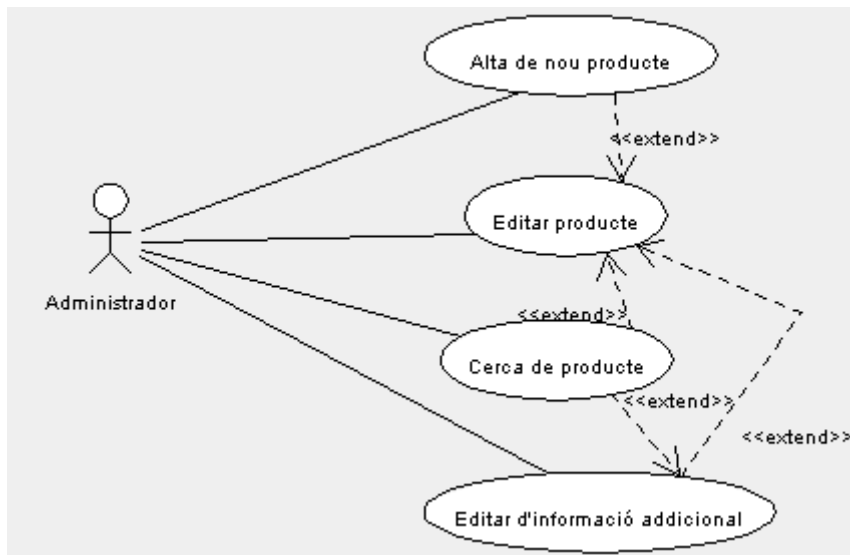 Alta de nou producte
<<extend>>
Editar producte
Administrador
<<extend>>
Cerca de producte
<<extend>>
<<extend>>
Editar d'informació addicional